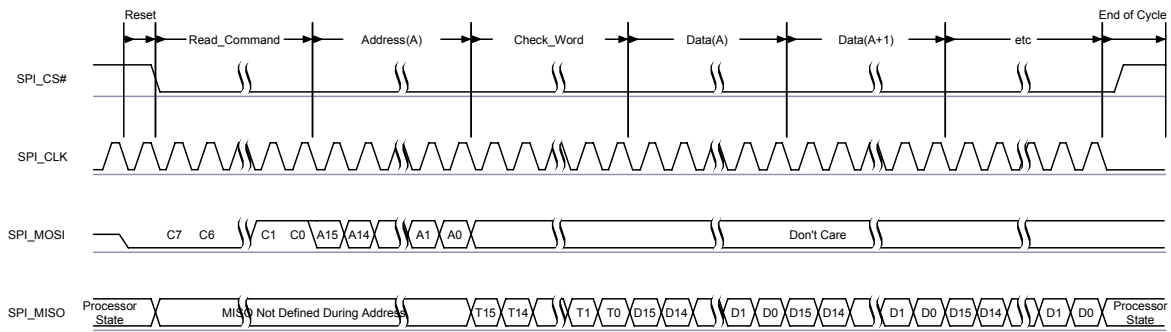 Reset
End of Cycle
Read_Command
Address(A)
Check_Word
Data(A)
Data(A+1)
etc
SPI_CS#
SPI_CLK
SPI_MOSI
C7 C6 C1 C0 A15 A14 A1 A0 Don't Care
SPI_MISO
Processor State
MISO Not Defined During Address
T15 T14 T1 T0 D15 D14 D1 D0 D15 D14 D1 D0 D15 D14 D1 D0
Processor State